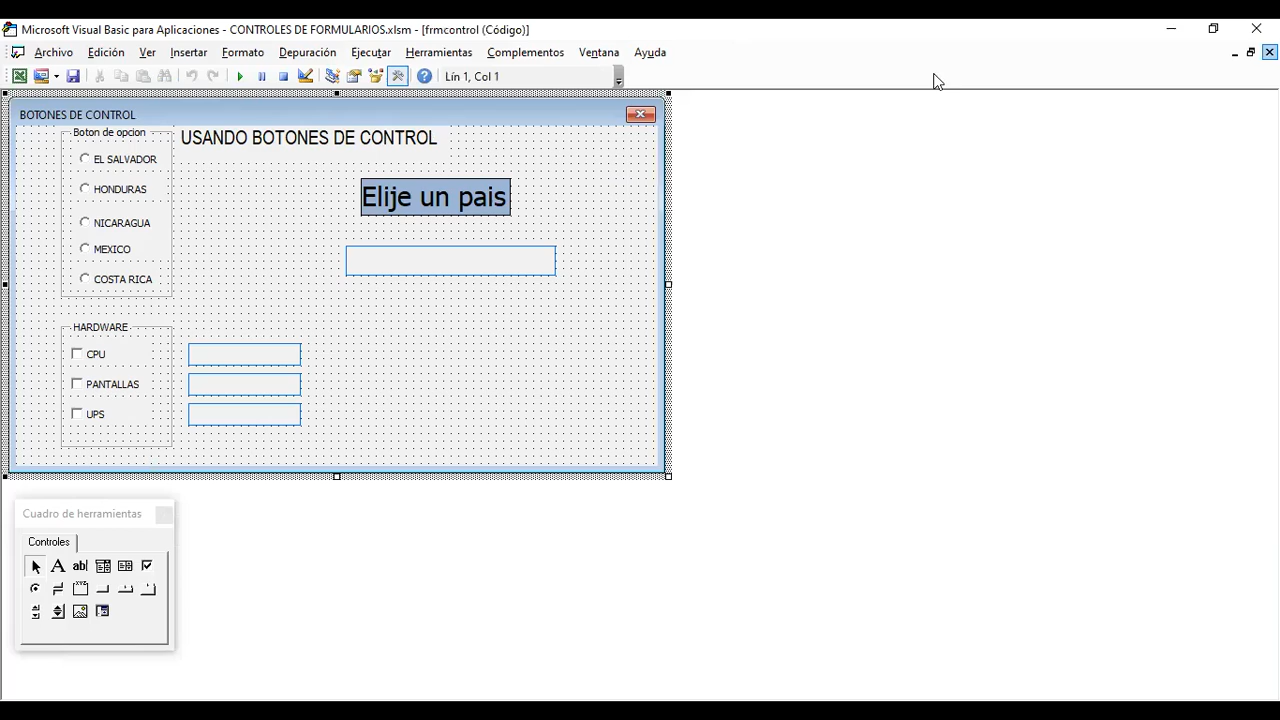 Microsoft Visual Basic para Aplicaciones - CONTROLES DE FORMULARIOS.xlsm - [frmcontrol (Código)]
Archivo Edición Ver Insertar Formato Depuración Ejecutar Herramientas Complementos Ventana Ayuda
Lín 1, Col 1
BOTONES DE CONTROL
Boton de opcion
USANDO BOTONES DE CONTROL
EL SALVADOR
Elije un pais
HONDURAS
NICARAGUA
MEXICO
COSTA RICA
HARDWARE
CPU
PANTALLAS
UPS
Cuadro de herramientas
Controles
A ab|